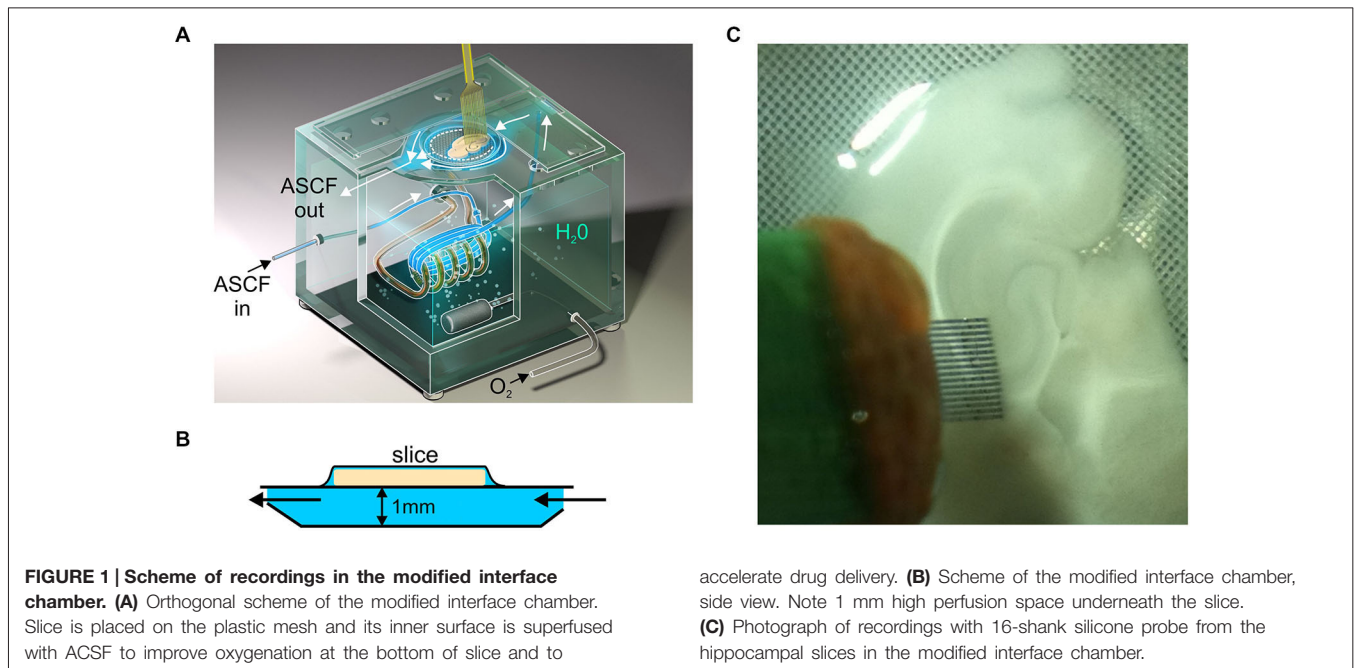 A
ASCF
out
ASCF
in
H₂0
O₂
B
slice
1mm
C
FIGURE 1 | Scheme of recordings in the modified interface
chamber. (A) Orthogonal scheme of the modified interface chamber.
Slice is placed on the plastic mesh and its inner surface is superfused
with ACSF to improve oxygenation at the bottom of slice and to
accelerate drug delivery. (B) Scheme of the modified interface chamber,
side view. Note 1 mm high perfusion space underneath the slice.
(C) Photograph of recordings with 16-shank silicone probe from the
hippocampal slices in the modified interface chamber.